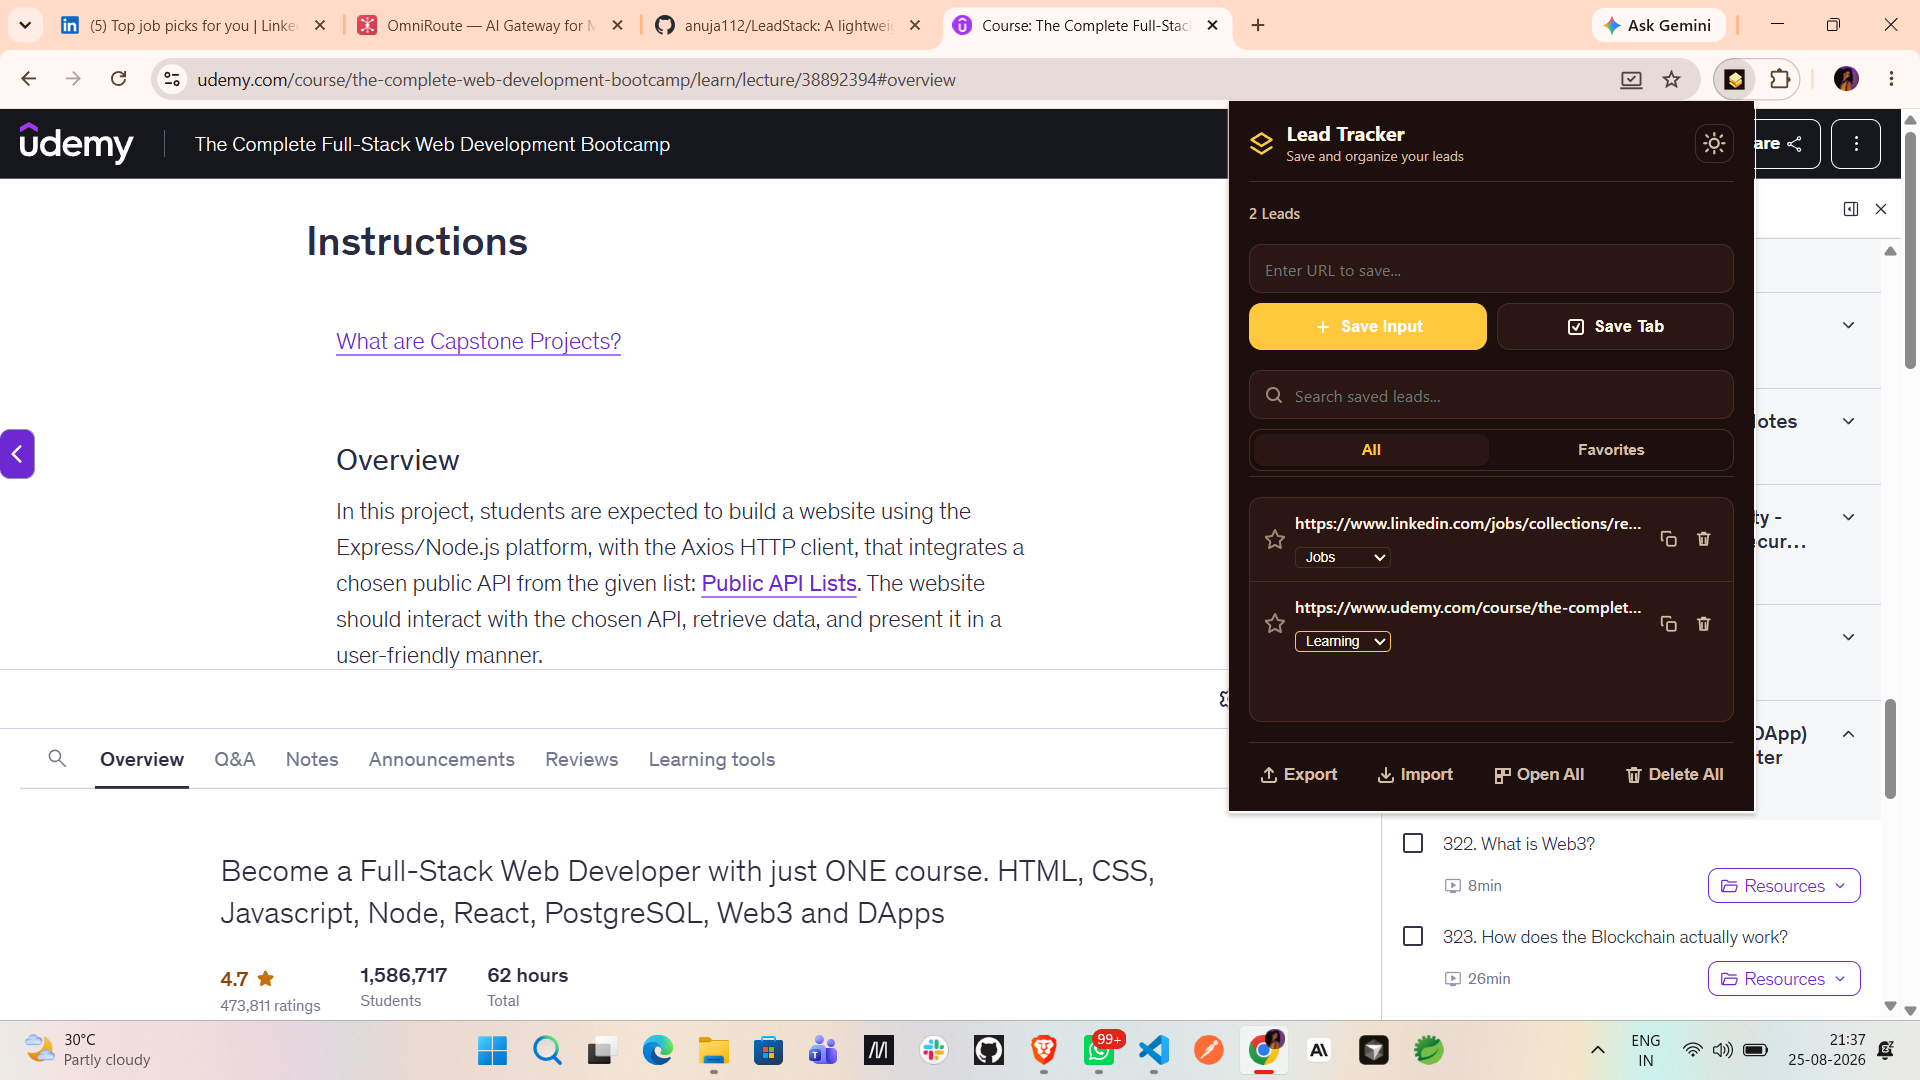 (5) Top job picks for you | Linke
OmniRoute — AI Gateway for M
anuja112/LeadStack: A lightwei
Course: The Complete Full-Stac
Ask Gemini
udemy.com/course/the-complete-web-development-bootcamp/learn/lecture/38892394#overview
udemy
The Complete Full-Stack Web Development Bootcamp
are
Instructions
What are Capstone Projects?
Overview
In this project, students are expected to build a website using the
Express/Node.js platform, with the Axios HTTP client, that integrates a
chosen public API from the given list: Public API Lists. The website
should interact with the chosen API, retrieve data, and present it in a
user-friendly manner.
Overview
Q&A
Notes
Announcements
Reviews
Learning tools
Become a Full-Stack Web Developer with just ONE course. HTML, CSS,
Javascript, Node, React, PostgreSQL, Web3 and DApps
4.7
473,811 ratings
1,586,717
Students
62 hours
Total
Lead Tracker
Save and organize your leads
2 Leads
Enter URL to save...
Save Input
Save Tab
Search saved leads...
All
Favorites
https://www.linkedin.com/jobs/collections/re...
Jobs
https://www.udemy.com/course/the-complet...
Learning
Export
Import
Open All
Delete All
otes
ty -
ecur...
DApp)
ter
322. What is Web3?
8min
Resources
323. How does the Blockchain actually work?
26min
Resources
30°C
Partly cloudy
99+
ENG
IN
21:37
25-08-2026